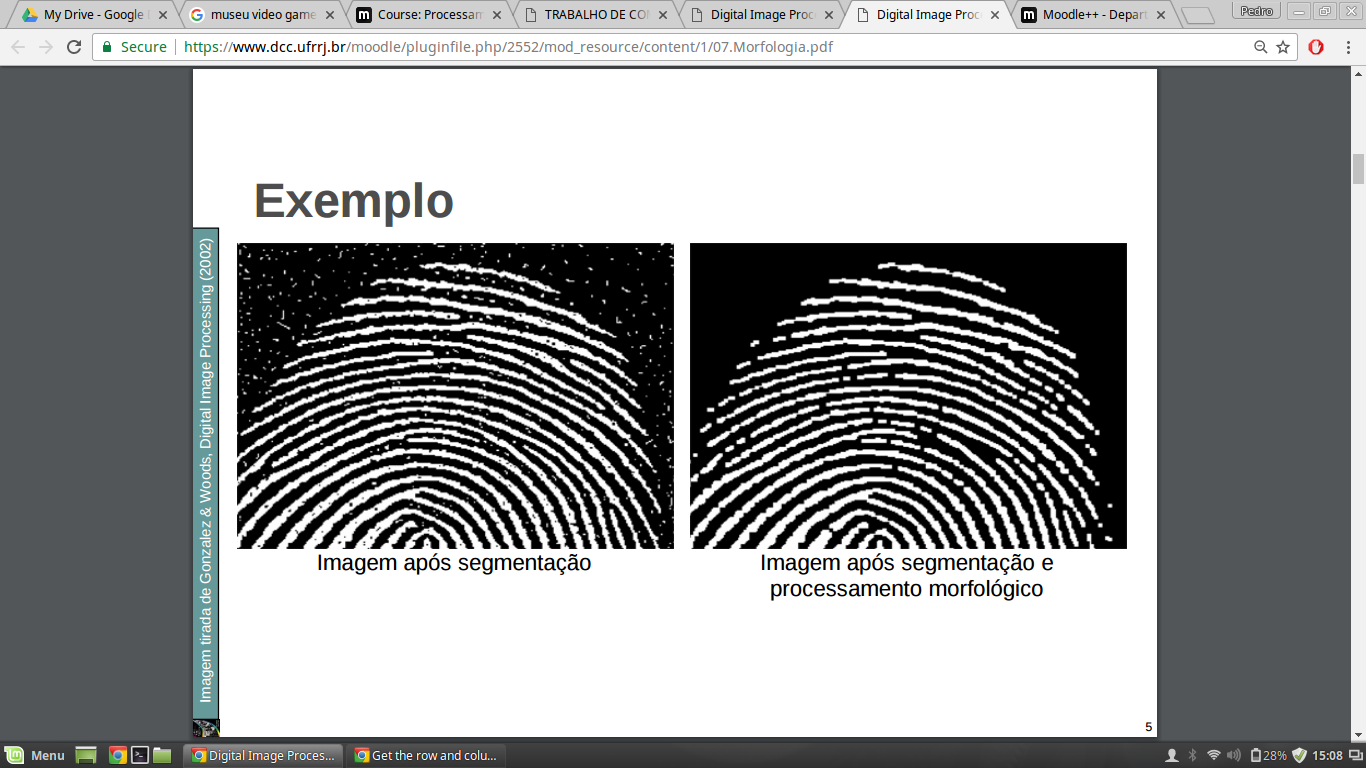 My Drive - Google
museu video game
Course: Processam
TRABALHO DE CO
Digital Image Proc
Digital Image Proc
Moodle++ - Depar
Pedro
Secure
https://www.dcc.ufrrj.br/moodle/pluginfile.php/2552/mod_resource/content/1/07.Morfologia.pdf
Exemplo
Imagem tirada de Gonzalez & Woods, Digital Image Processing (2002)
Imagem após segmentação
Imagem após segmentação e
processamento morfológico
5
Menu
Digital Image Proces...
Get the row and colu...
28%
15:08